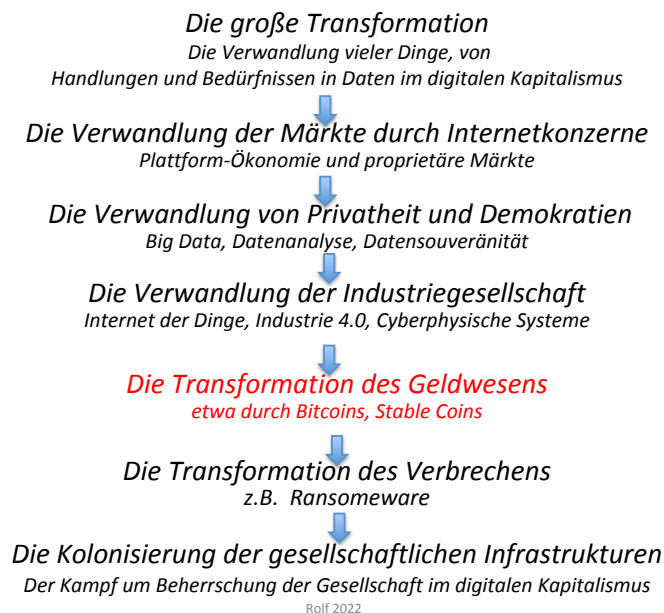 Die große Transformation
Die Verwandlung vieler Dinge, von
Handlungen und Bedürfnissen in Daten im digitalen Kapitalismus
Die Verwandlung der Märkte durch Internetkonzerne
Plattform-Ökonomie und proprietäre Märkte
Die Verwandlung von Privatheit und Demokratien
Big Data, Datenanalyse, Datensouveränität
Die Verwandlung der Industriegesellschaft
Internet der Dinge, Industrie 4.0, Cyberphysische Systeme
Die Transformation des Geldwesens
etwa durch Bitcoins, Stable Coins
Die Transformation des Verbrechens
z.B. Ransomeware
Die Kolonisierung der gesellschaftlichen Infrastrukturen
Der Kampf um Beherrschung der Gesellschaft im digitalen Kapitalismus
Rolf 2022